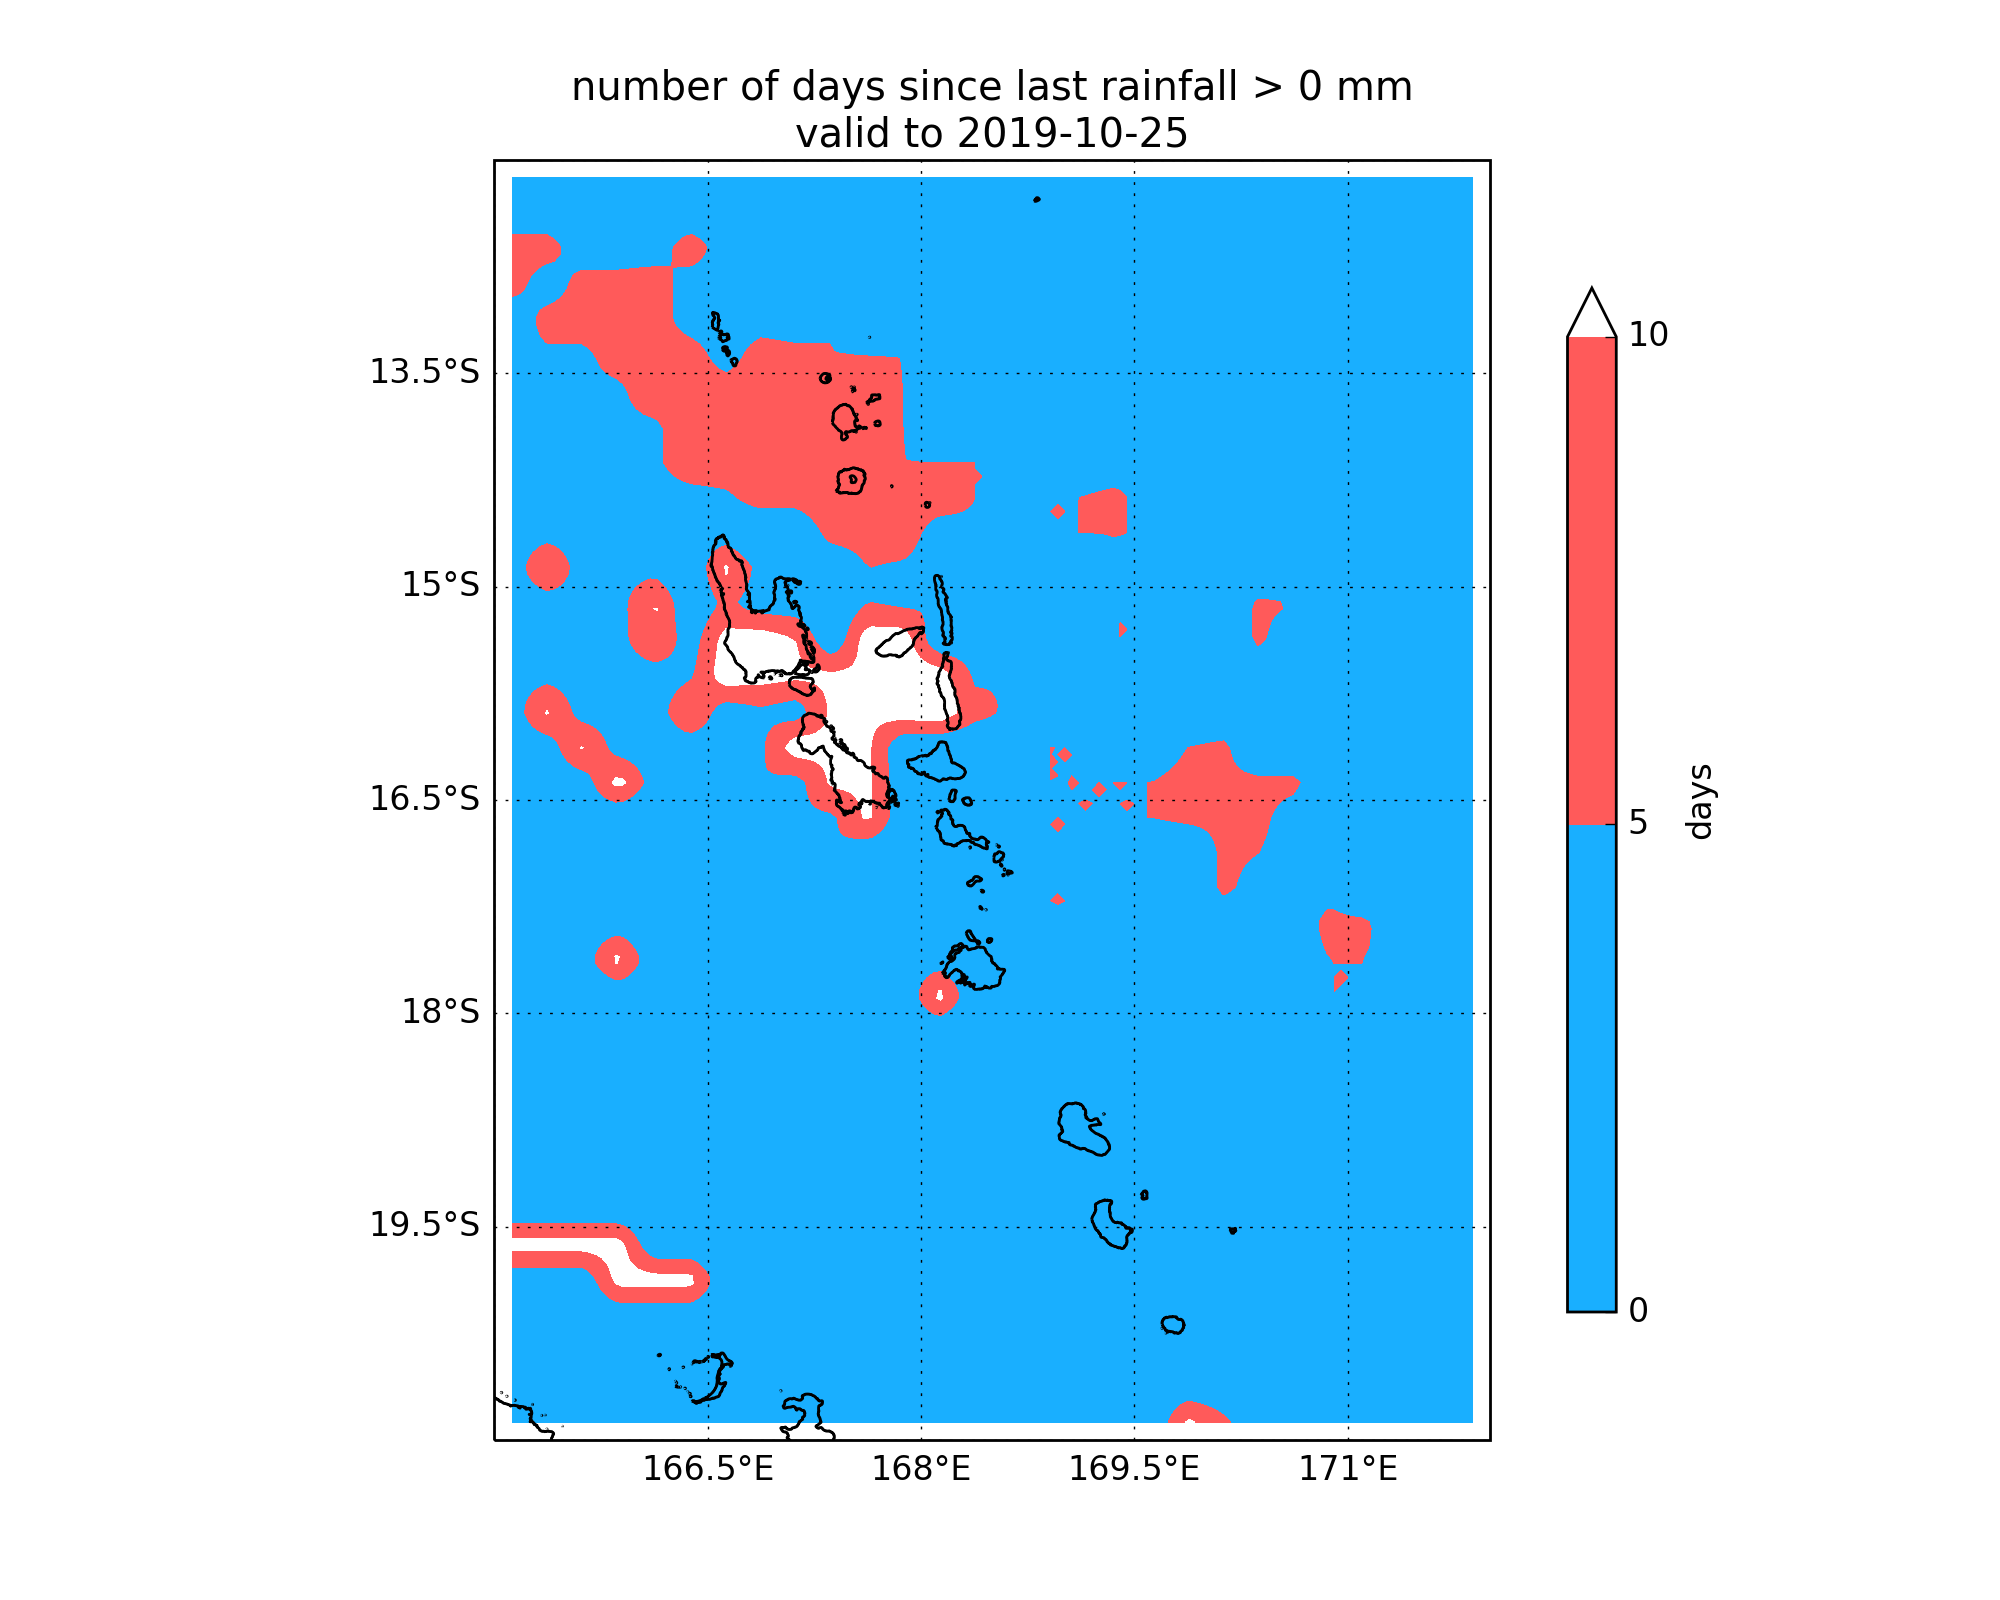 number of days since last rainfall > 0 mm
valid to 2019-10-25
13.5°S
15°S
16.5°S
18°S
19.5°S
166.5°E
168°E
169.5°E
171°E
10
5
0
days